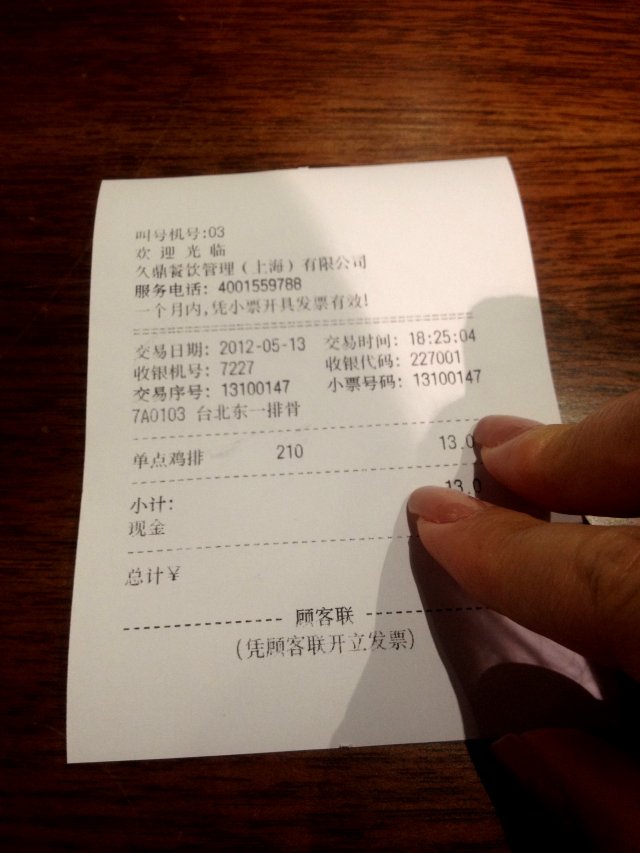 叫号机号:03
欢 迎 光 临
久鼎餐饮管理（上海）有限公司
服务电话: 4001559788
一个月内,凭小票开具发票有效!
交易日期: 2012-05-13 交易时间: 18:25:04
收银机号: 7227 收银代码: 227001
交易序号: 13100147 小票号码: 13100147
7A0103 台北东一排骨
单点鸡排 210 13.0
小计: 13.0
现金
总计¥
顾客联
(凭顾客联开立发票)